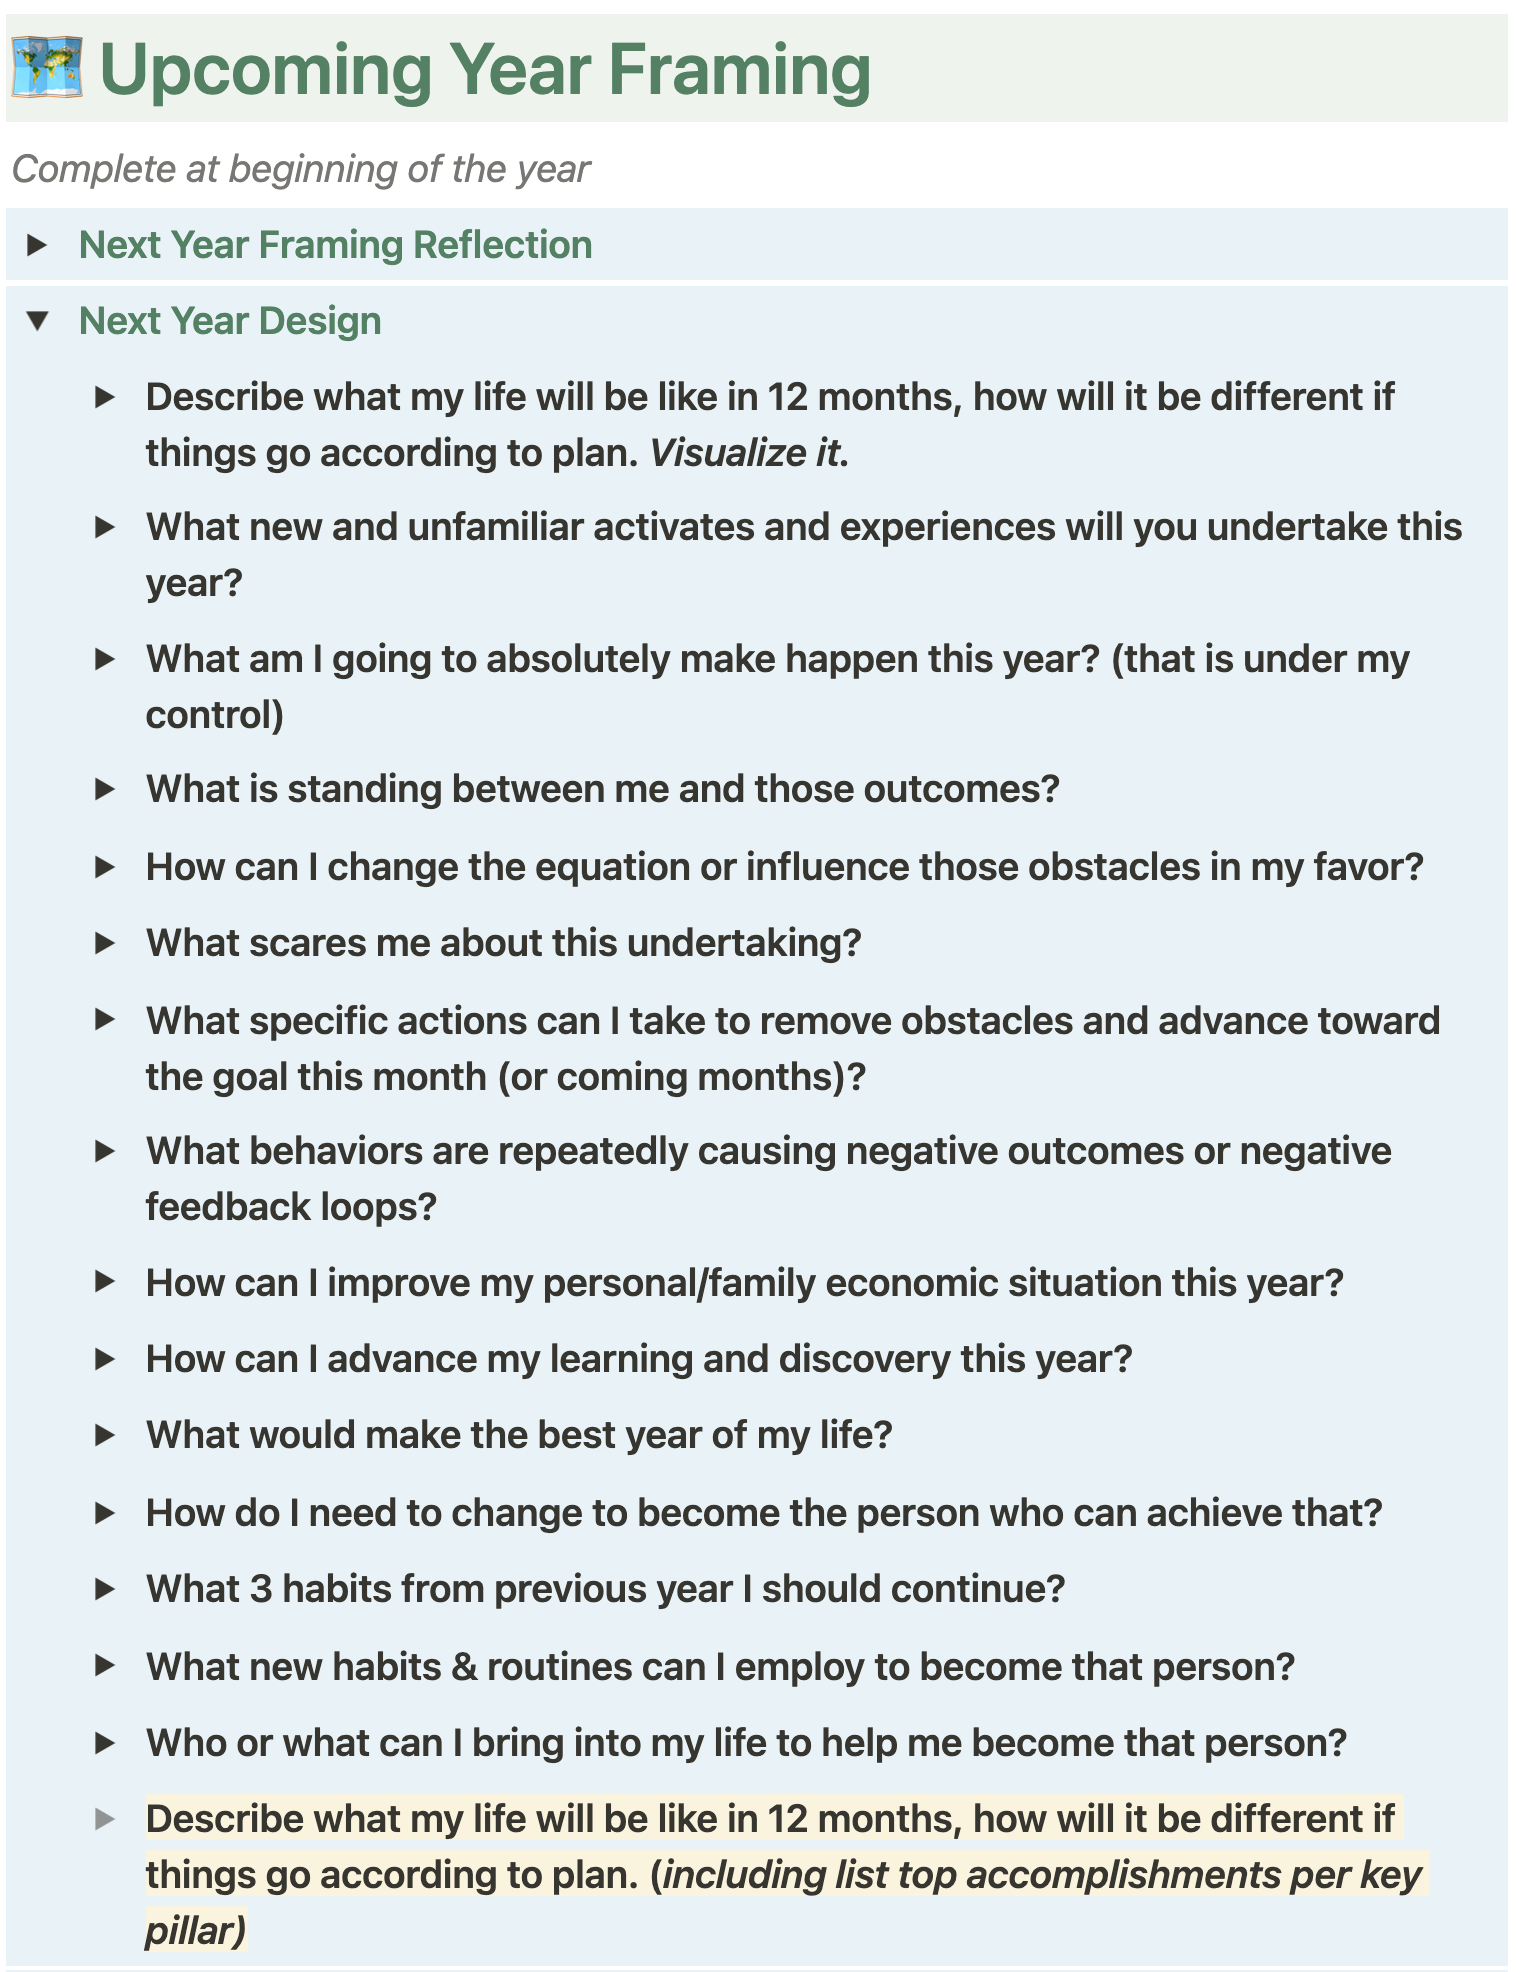 Upcoming Year Framing
Complete at beginning of the year
Next Year Framing Reflection
Next Year Design
Describe what my life will be like in 12 months, how will it be different if
things go according to plan. Visualize it.
What new and unfamiliar activates and experiences will you undertake this
year?
What am I going to absolutely make happen this year? (that is under my
control)
What is standing between me and those outcomes?
How can I change the equation or influence those obstacles in my favor?
What scares me about this undertaking?
What specific actions can I take to remove obstacles and advance toward
the goal this month (or coming months)?
What behaviors are repeatedly causing negative outcomes or negative
feedback loops?
How can I improve my personal/family economic situation this year?
How can I advance my learning and discovery this year?
What would make the best year of my life?
How do I need to change to become the person who can achieve that?
What 3 habits from previous year I should continue?
What new habits & routines can I employ to become that person?
Who or what can I bring into my life to help me become that person?
Describe what my life will be like in 12 months, how will it be different if
things go according to plan. (including list top accomplishments per key
pillar)